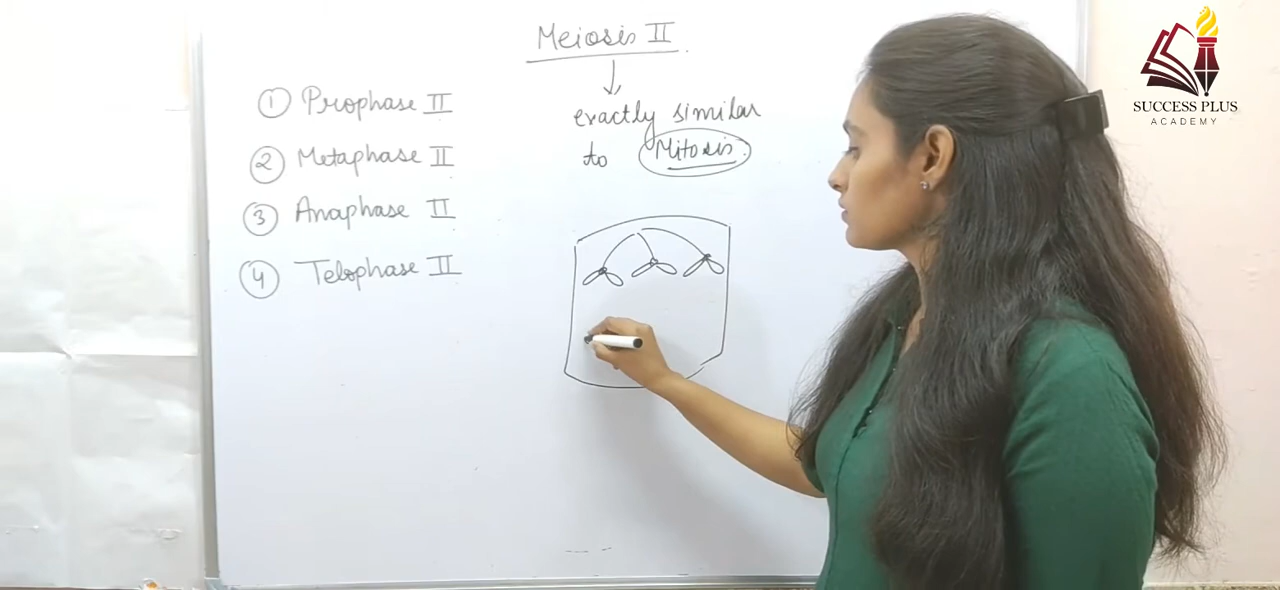 Meiosis II
① Prophase II
② Metaphase II
③ Anaphase II
④ Telophase II
exactly similar
to Mitosis.
SUCCESS PLUS
ACADEMY